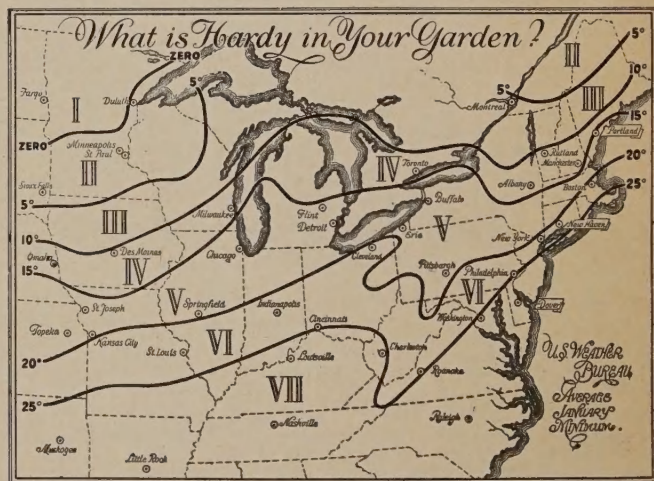 What is Hardy in Your Garden?
ZERO
5°
II
5°
10°
I
Fargo
Duluth
5°
Montreal
III
15°
Portland
ZERO
Minneapolis
St Paul
II
IV
Toronto
Rutland
Manchester
20°
Albany
Boston
25°
Sioux Falls
5°
III
Milwaukee
Flint
Detroit
Buffalo
V
Erie
New Haven
New York
10°
Omaha
Des Moines
Chicago
Cleveland
Pittsburgh
Philadelphia
15°
IV
V
VI
St Joseph
Springfield
Indianapolis
Washington
Dover
Topeka
Kansas City
VI
Cincinnati
20°
St Louis
Louisville
Charleston
25°
VII
Roanoke
Nashville
Raleigh
Muskogee
Little Rock
U.S. WEATHER
BUREAU
AVERAGE
JANUARY
MINIMUM.